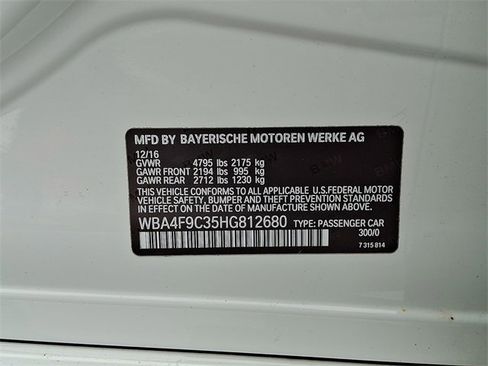 MFD BY BAYERISCHE MOTOREN WERKE AG
12/16
GVWR 4795 lbs 2175 kg
GAWR FRONT 2194 lbs 995 kg
GAWR REAR 2712 lbs 1230 kg
THIS VEHICLE CONFORMS TO ALL APPLICABLE U.S.FEDERAL MOTOR
VEHICLE SAFETY, BUMPER AND THEFT PREVENTION STANDARDS
IN EFFECT ON THE DATE OF MANUFACTURE SHOWN ABOVE.
WBA4F9C35HG812680 TYPE: PASSENGER CAR
300/0
7 315 814